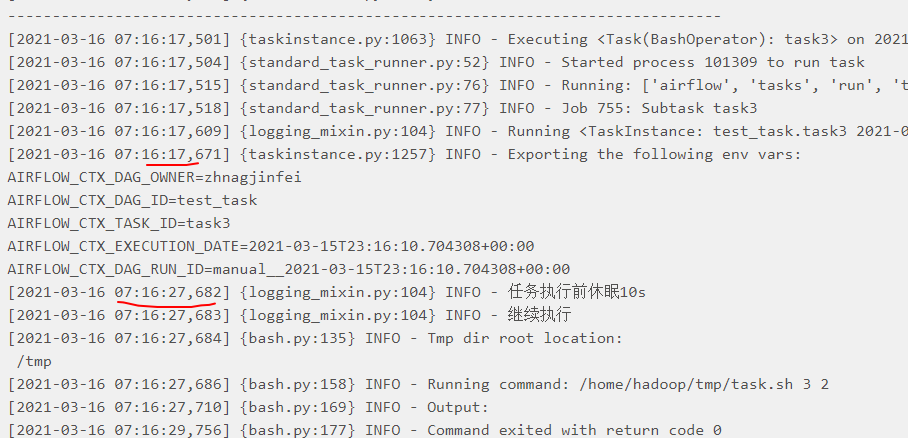 [2021-03-16 07:16:17,501] {taskinstance.py:1063} INFO - Executing <Task(BashOperator): task3> on 2021
[2021-03-16 07:16:17,504] {standard_task_runner.py:52} INFO - Started process 101309 to run task
[2021-03-16 07:16:17,515] {standard_task_runner.py:76} INFO - Running: ['airflow', 'tasks', 'run', 't
[2021-03-16 07:16:17,518] {standard_task_runner.py:77} INFO - Job 755: Subtask task3
[2021-03-16 07:16:17,609] {logging_mixin.py:104} INFO - Running <TaskInstance: test_task.task3 2021-0
[2021-03-16 07:16:17,671] {taskinstance.py:1257} INFO - Exporting the following env vars:
AIRFLOW_CTX_DAG_OWNER=zhnagjinfei
AIRFLOW_CTX_DAG_ID=test_task
AIRFLOW_CTX_TASK_ID=task3
AIRFLOW_CTX_EXECUTION_DATE=2021-03-15T23:16:10.704308+00:00
AIRFLOW_CTX_DAG_RUN_ID=manual__2021-03-15T23:16:10.704308+00:00
[2021-03-16 07:16:27,682] {logging_mixin.py:104} INFO - 任务执行前休眠10s
[2021-03-16 07:16:27,683] {logging_mixin.py:104} INFO - 继续执行
[2021-03-16 07:16:27,684] {bash.py:135} INFO - Tmp dir root location:
/tmp
[2021-03-16 07:16:27,686] {bash.py:158} INFO - Running command: /home/hadoop/tmp/task.sh 3 2
[2021-03-16 07:16:27,710] {bash.py:169} INFO - Output:
[2021-03-16 07:16:29,756] {bash.py:177} INFO - Command exited with return code 0